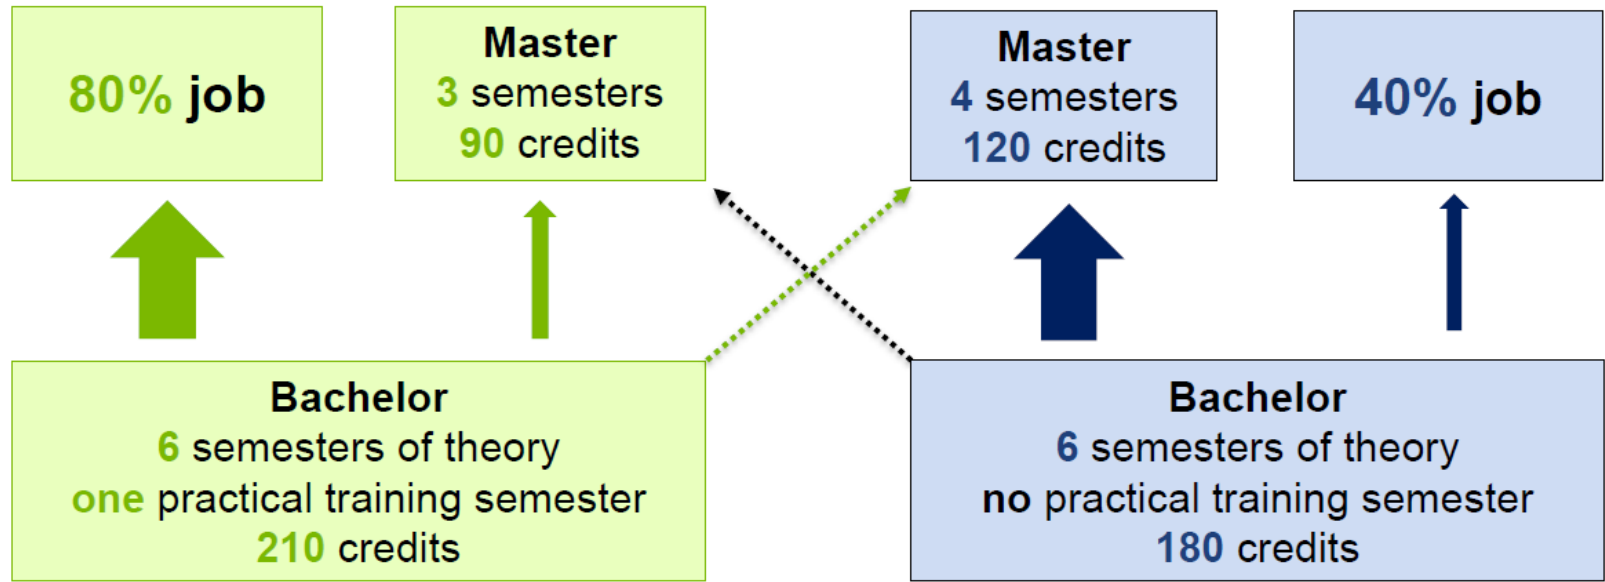 80% job
Master
3 semesters
90 credits
Master
4 semesters
120 credits
40% job
Bachelor
6 semesters of theory
one practical training semester
210 credits
Bachelor
6 semesters of theory
no practical training semester
180 credits